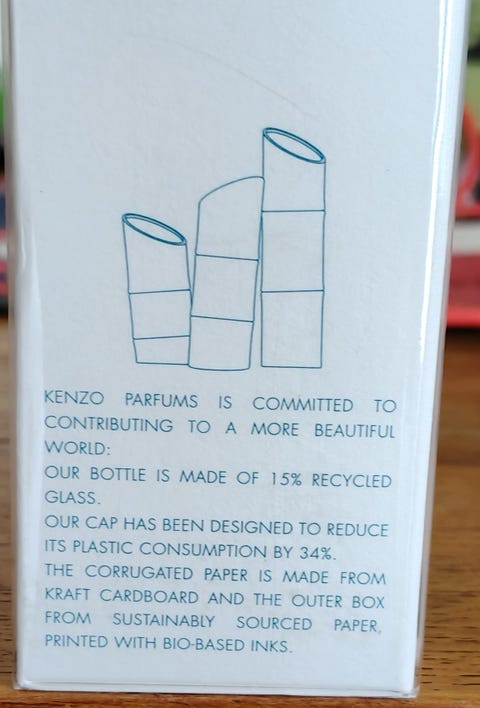 KENZO PARFUMS IS COMMITTED TO
CONTRIBUTING TO A MORE BEAUTIFUL
WORLD:
OUR BOTTLE IS MADE OF 15% RECYCLED
GLASS.
OUR CAP HAS BEEN DESIGNED TO REDUCE
ITS PLASTIC CONSUMPTION BY 34%.
THE CORRUGATED PAPER IS MADE FROM
KRAFT CARDBOARD AND THE OUTER BOX
FROM SUSTAINABLY SOURCED PAPER,
PRINTED WITH BIO-BASED INKS.